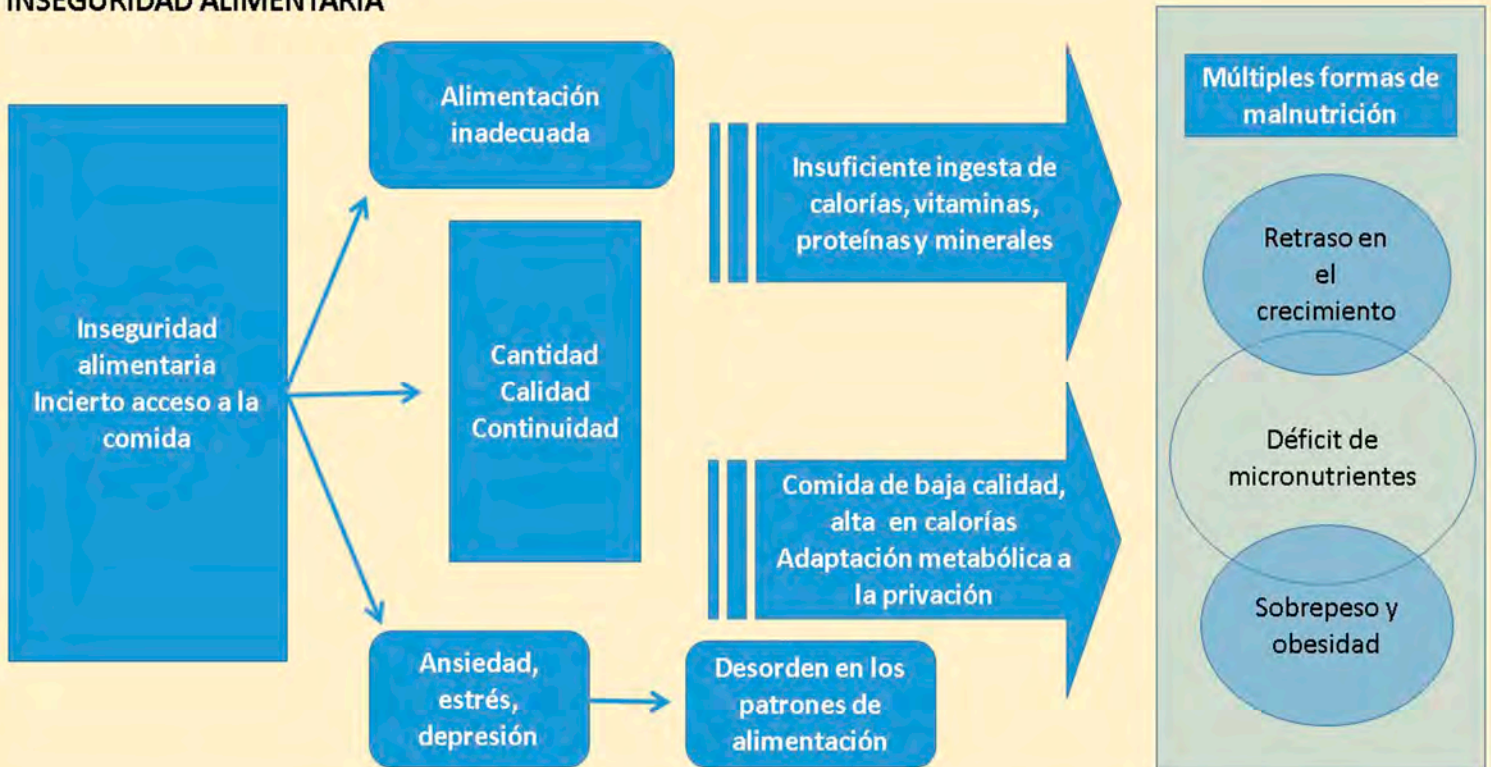 INSEGURIDAD ALIMENTARIA
Inseguridad
alimentaria
Incierto acceso a la
comida
Alimentación
inadecuada
Cantidad
Calidad
Continuidad
Ansiedad,
estrés,
depresión
Desorden en los
patrones de
alimentación
Insuficiente ingesta de
calorías, vitaminas,
proteínas y minerales
Comida de baja calidad,
alta en calorías
Adaptación metabólica a
la privación
Múltiples formas de
malnutrición
Retraso en
el
crecimiento
Déficit de
micronutrientes
Sobrepeso y
obesidad